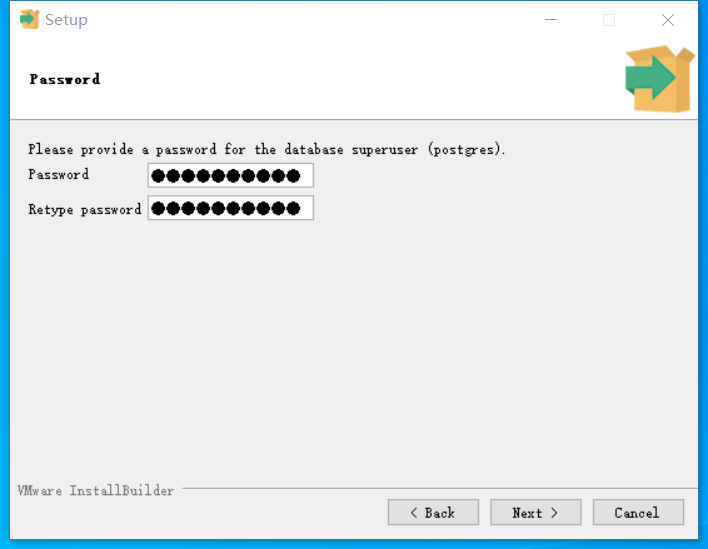 Setup
Password
Please provide a password for the database superuser (postgres).
Password
Retype password
VMware InstallBuilder
< Back
Next >
Cancel